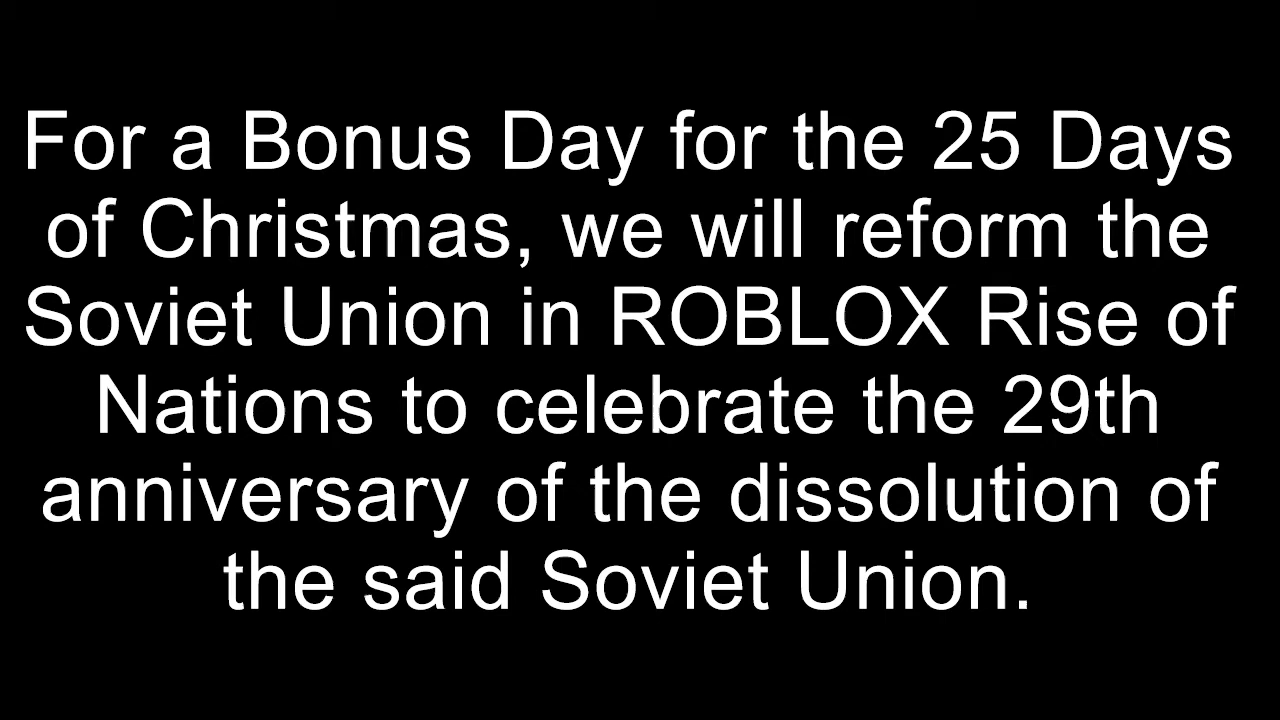 For a Bonus Day for the 25 Days
of Christmas, we will reform the
Soviet Union in ROBLOX Rise of
Nations to celebrate the 29th
anniversary of the dissolution of
the said Soviet Union.